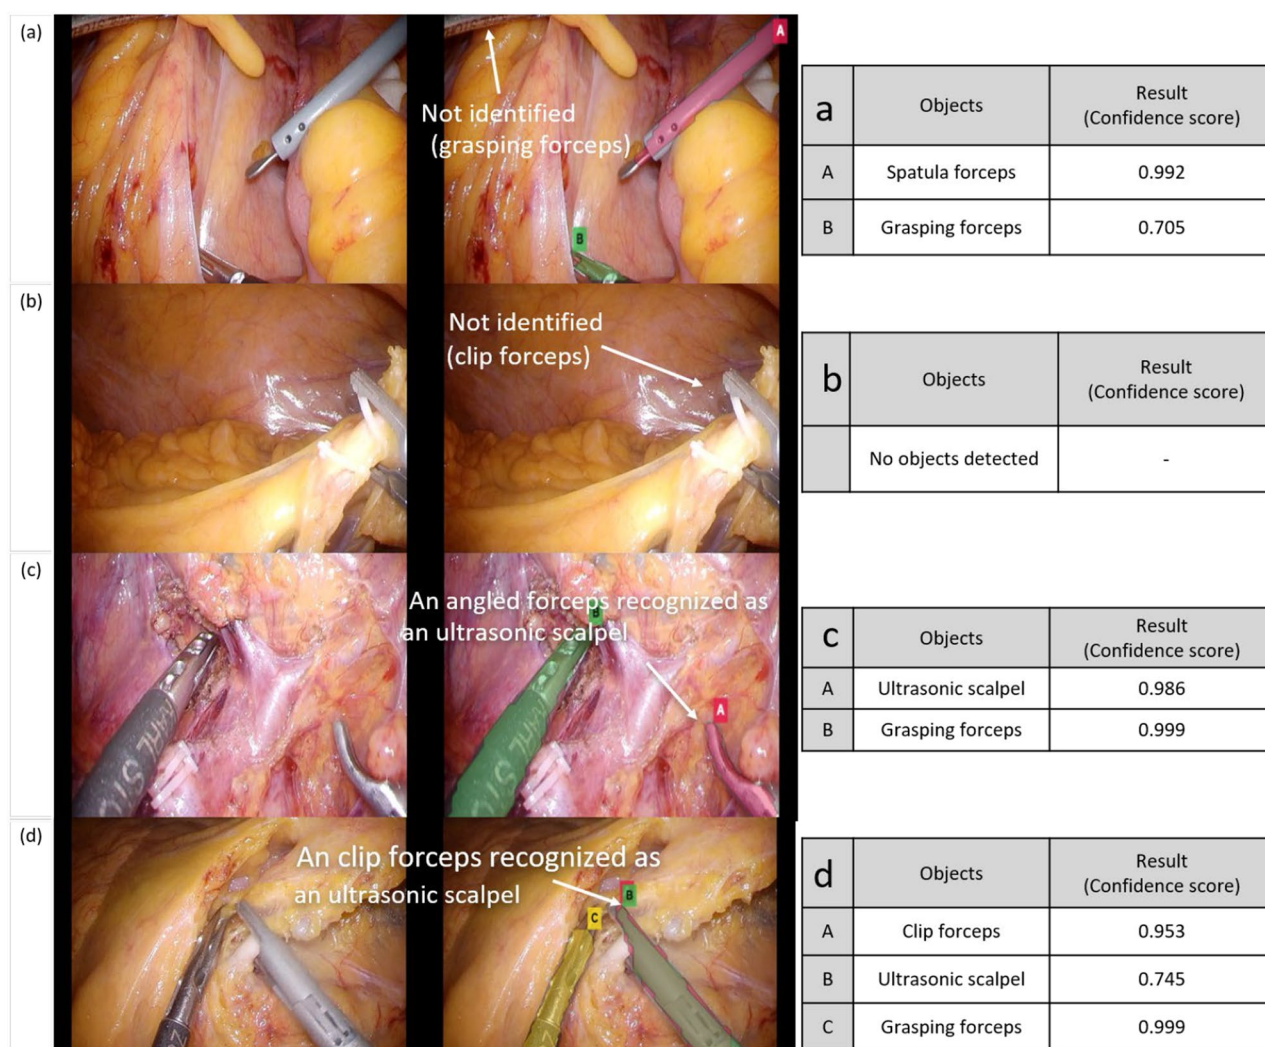 (a)
A
Not identified
(grasping forceps)
B
a Objects Result
(Confidence score)
A Spatula forceps 0.992
B Grasping forceps 0.705
(b)
Not identified
(clip forceps)
b Objects Result
(Confidence score)
No objects detected -
(c)
An angled forceps recognized as
B
an ultrasonic scalpel
A
c Objects Result
(Confidence score)
A Ultrasonic scalpel 0.986
B Grasping forceps 0.999
(d)
An clip forceps recognized as
an ultrasonic scalpel
B
C
d Objects Result
(Confidence score)
A Clip forceps 0.953
B Ultrasonic scalpel 0.745
C Grasping forceps 0.999